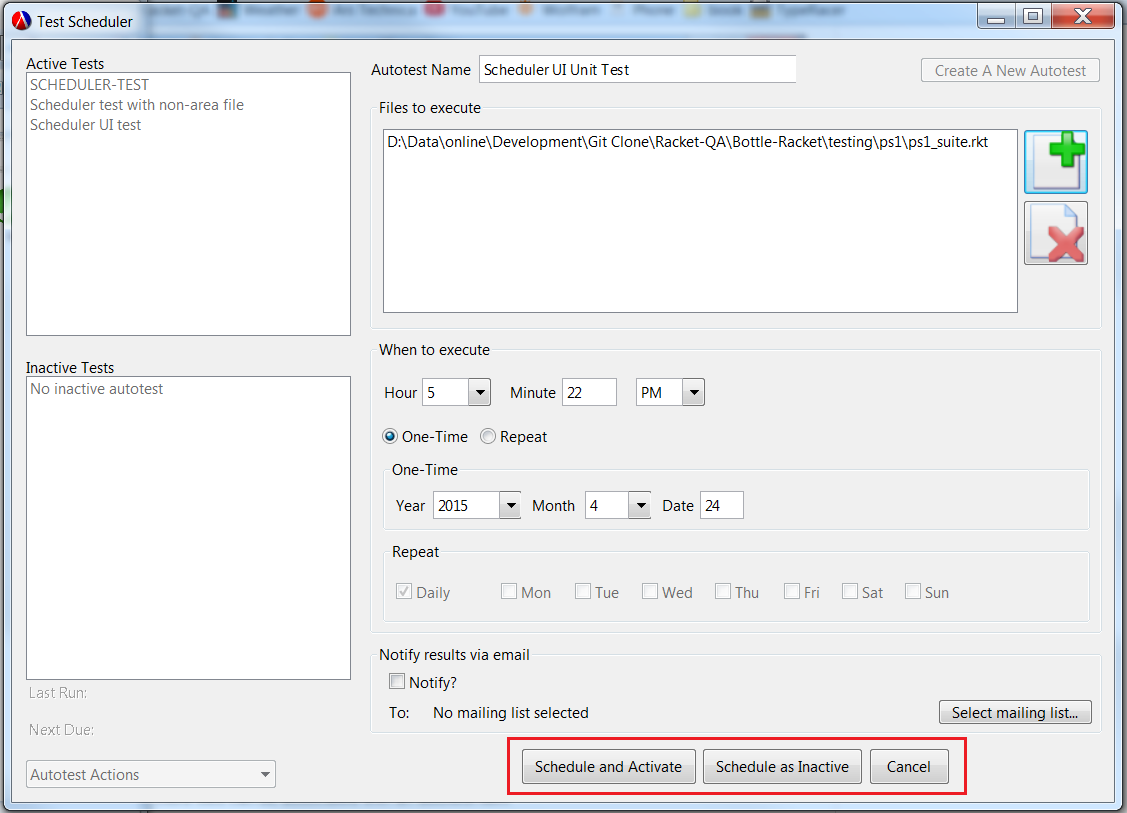 Test Scheduler
Active Tests
SCHEDULER-TEST
Scheduler test with non-area file
Scheduler UI test
Inactive Tests
No inactive autotest
Last Run:
Next Due:
Autotest Actions
Autotest Name Scheduler UI Unit Test Create A New Autotest
Files to execute
D:\Data\online\Development\Git Clone\Racket-QA\Bottle-Racket\testing\ps1\ps1_suite.rkt
When to execute
Hour 5 Minute 22 PM
One-Time Repeat
One-Time
Year 2015 Month 4 Date 24
Repeat
Daily Mon Tue Wed Thu Fri Sat Sun
Notify results via email
Notify?
To: No mailing list selected Select mailing list...
Schedule and Activate Schedule as Inactive Cancel